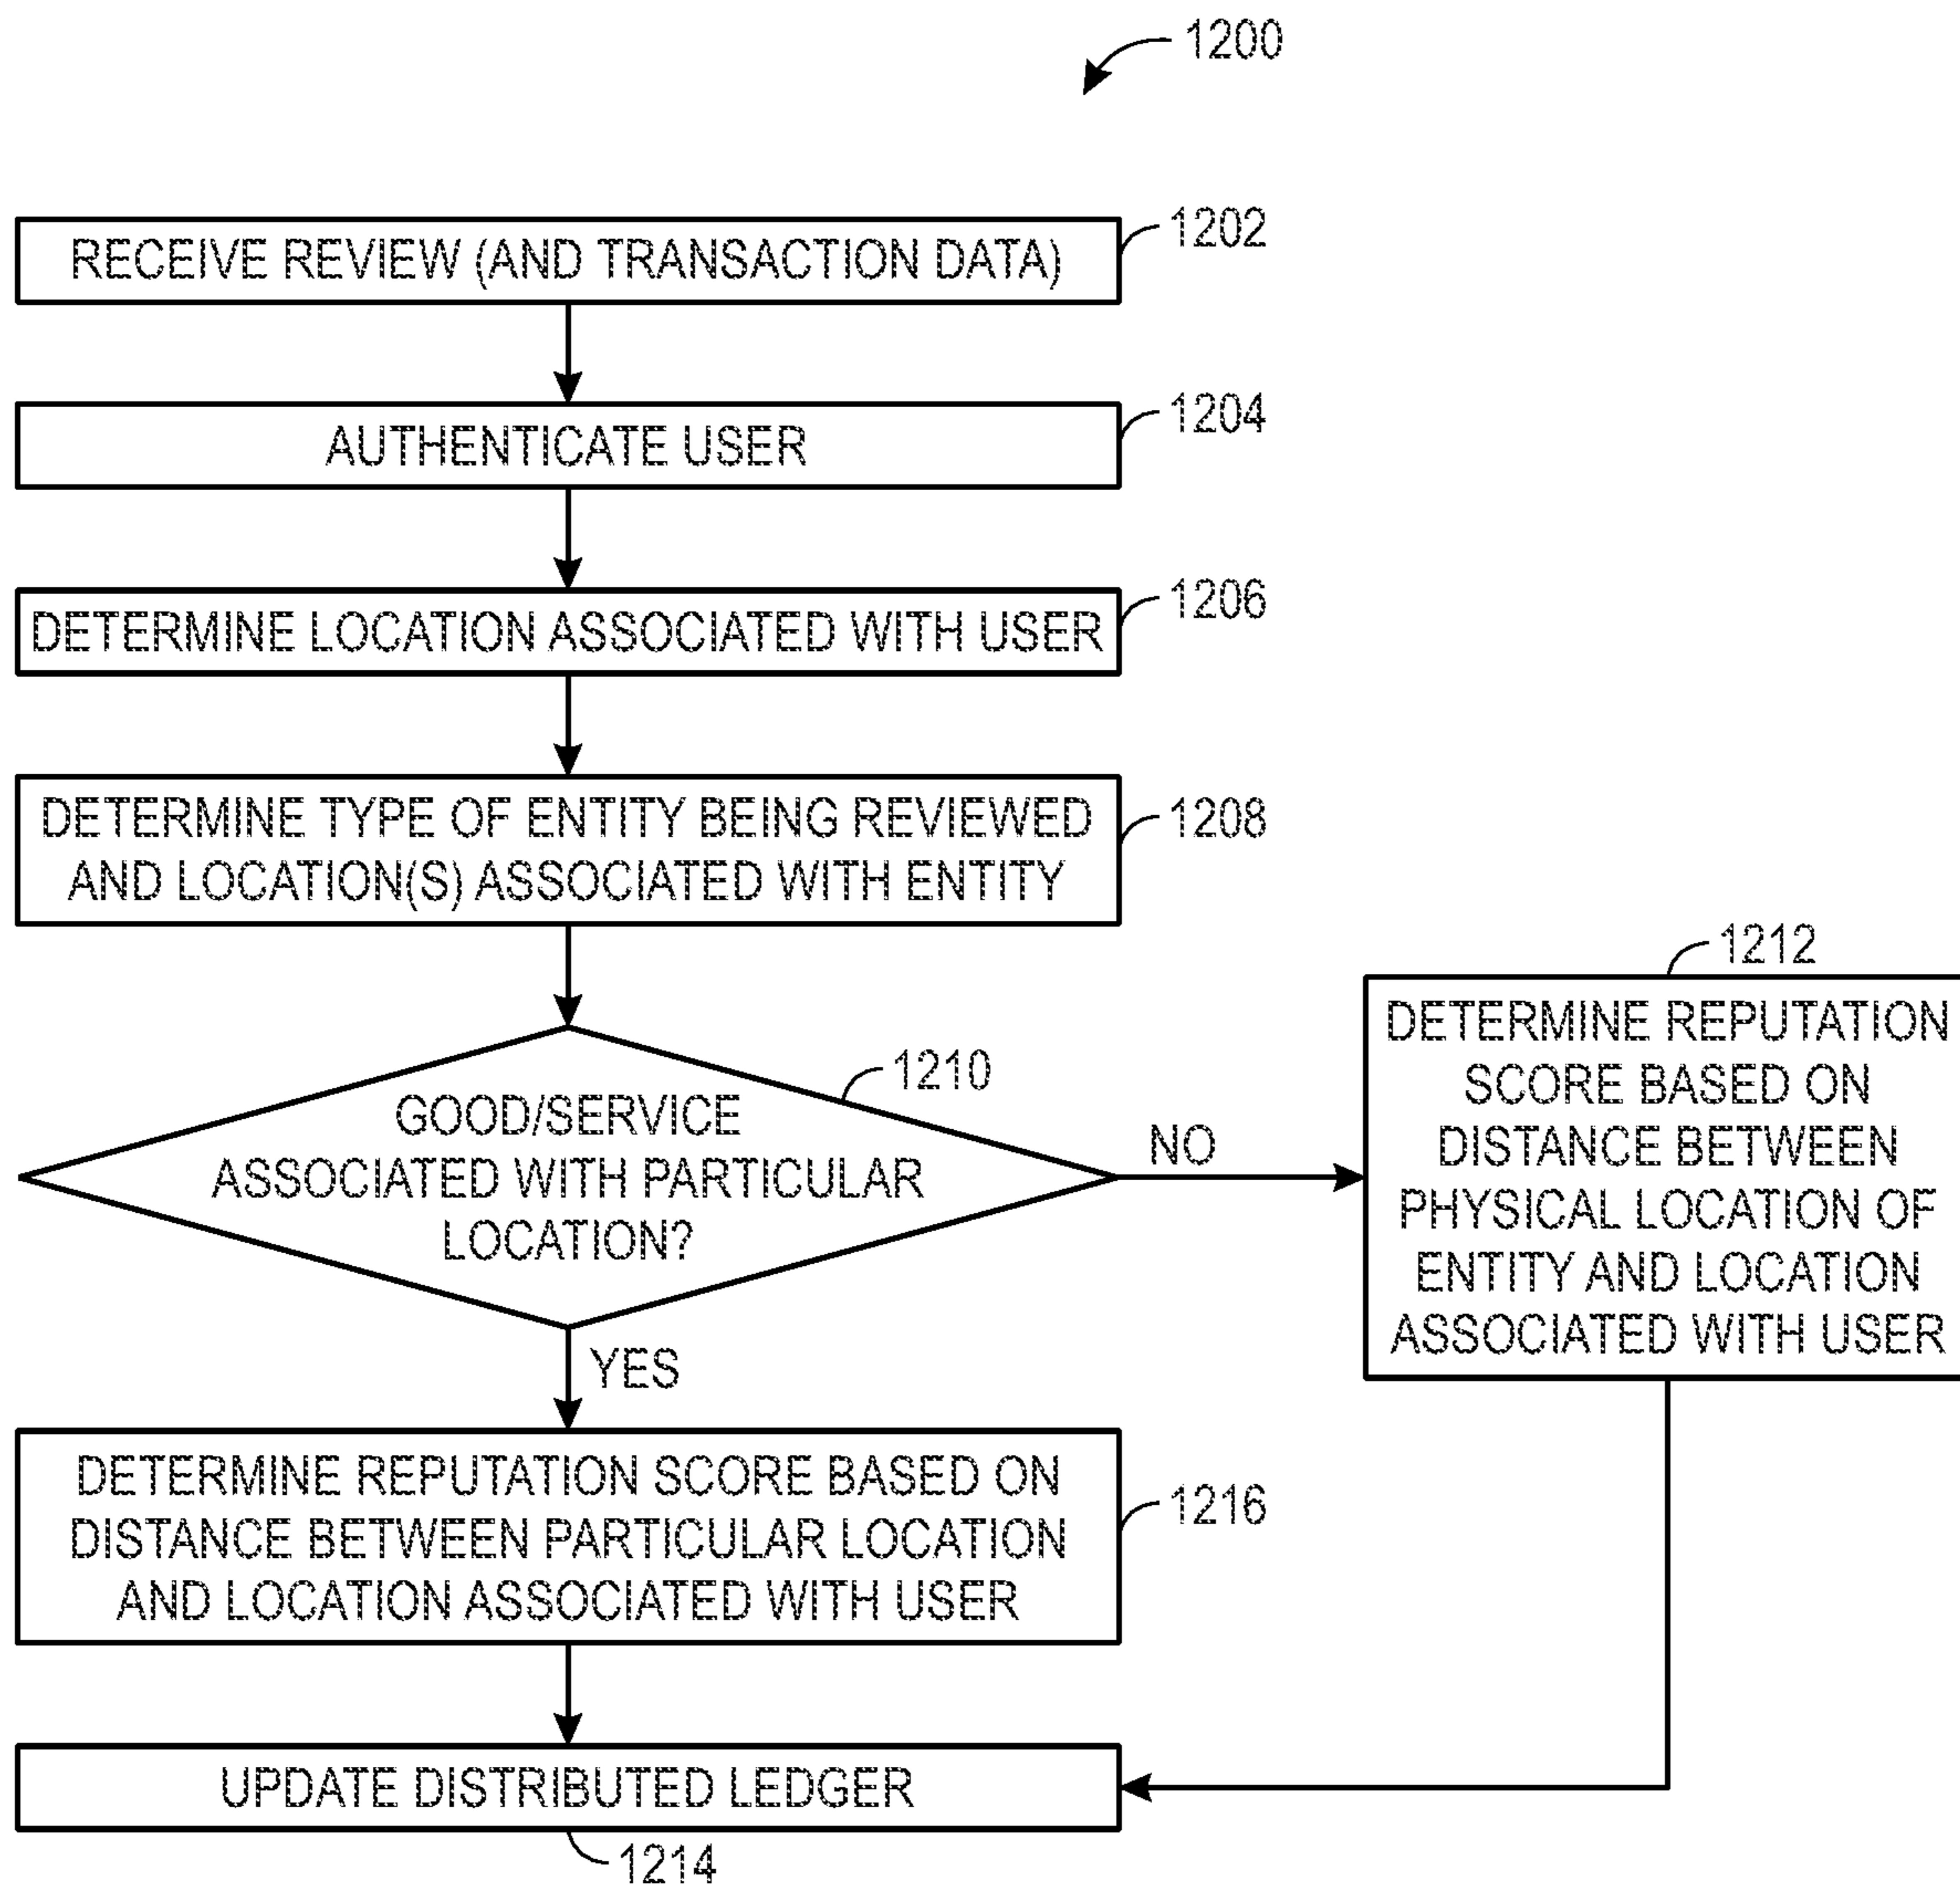 1200
RECEIVE REVIEW (AND TRANSACTION DATA)
1202
AUTHENTICATE USER
1204
DETERMINE LOCATION ASSOCIATED WITH USER
1206
DETERMINE TYPE OF ENTITY BEING REVIEWED
AND LOCATION(S) ASSOCIATED WITH ENTITY
1208
GOOD/SERVICE
ASSOCIATED WITH PARTICULAR
LOCATION?
1210
NO
1212
DETERMINE REPUTATION
SCORE BASED ON
DISTANCE BETWEEN
PHYSICAL LOCATION OF
ENTITY AND LOCATION
ASSOCIATED WITH USER
YES
DETERMINE REPUTATION SCORE BASED ON
DISTANCE BETWEEN PARTICULAR LOCATION
AND LOCATION ASSOCIATED WITH USER
1216
UPDATE DISTRIBUTED LEDGER
1214